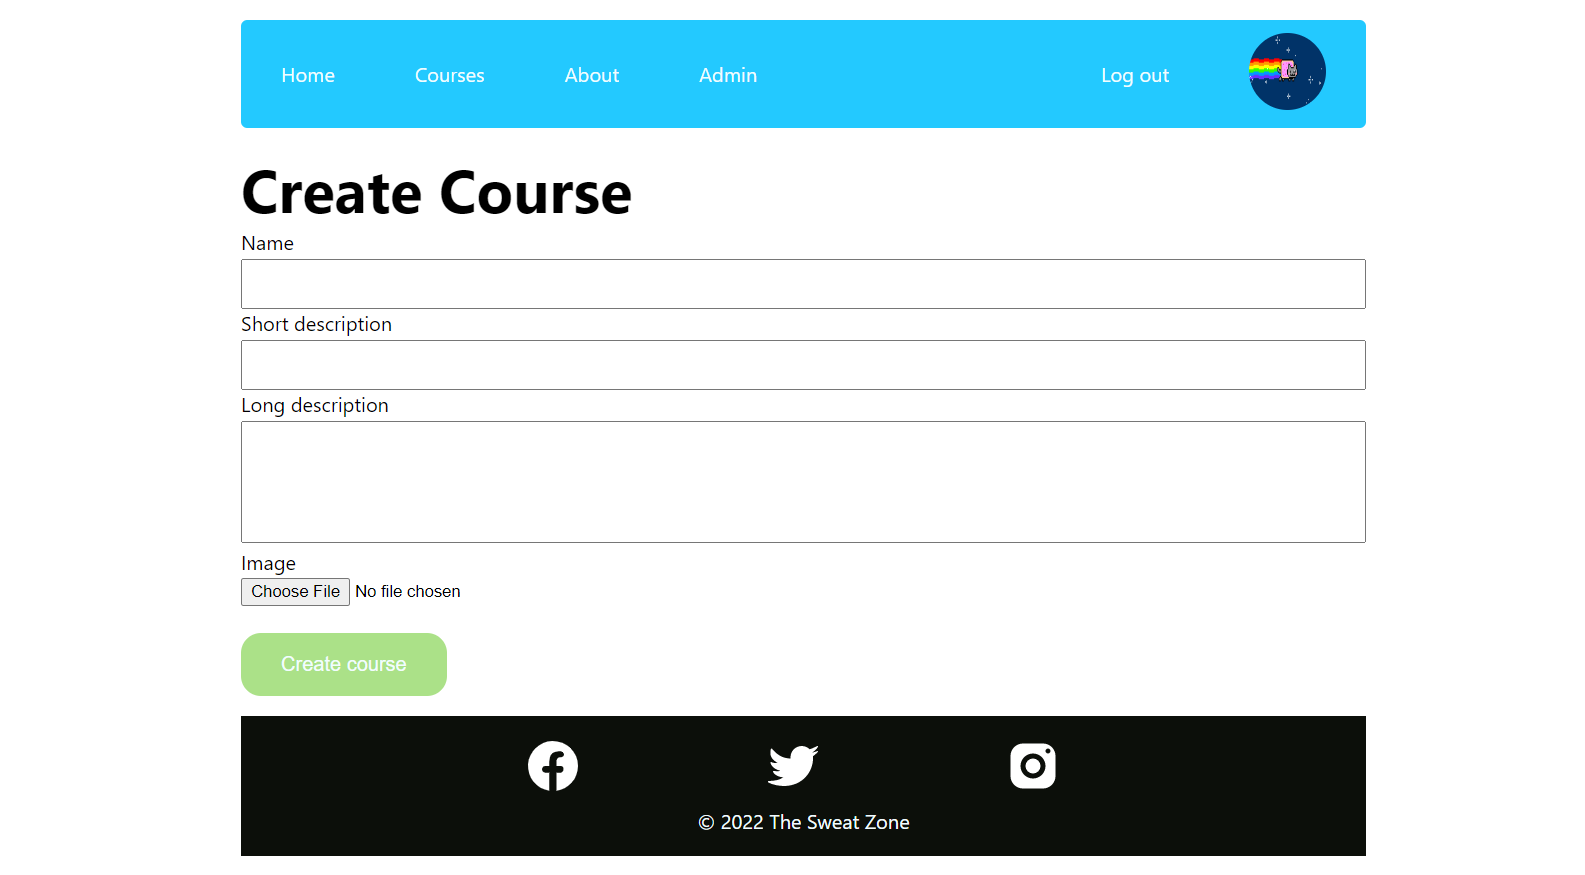 Home Courses About Admin Log out
Create Course
Name
Short description
Long description
Image
Choose File No file chosen
Create course
© 2022 The Sweat Zone